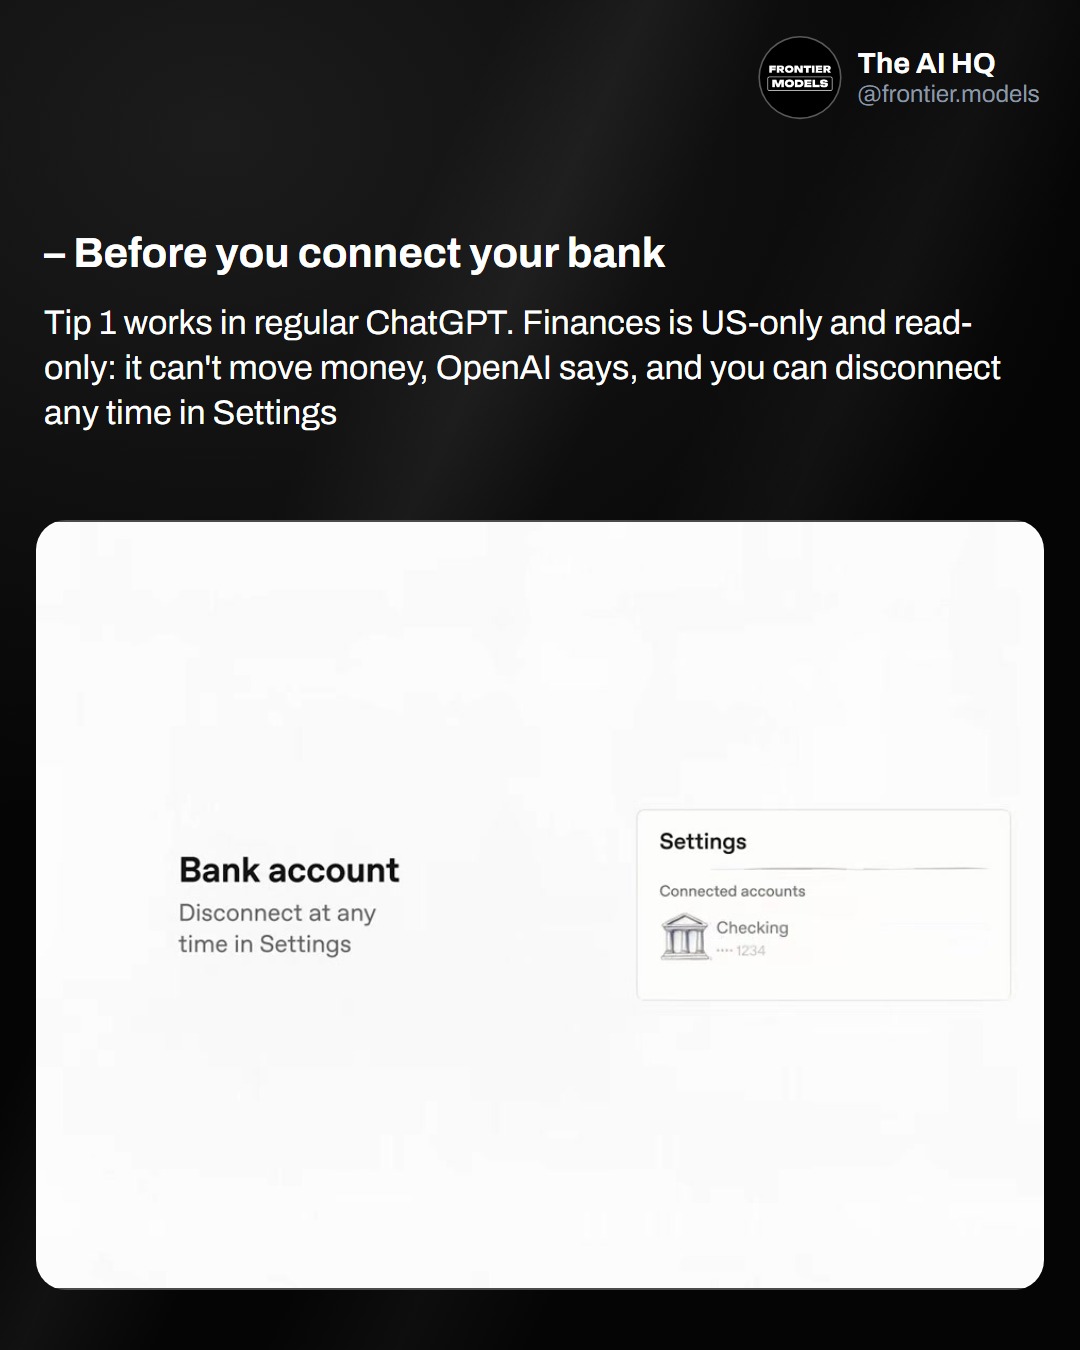 FRONTIER
MODELS
The AI HQ
@frontier.models
– Before you connect your bank
Tip 1 works in regular ChatGPT. Finances is US-only and read-
only: it can't move money, OpenAI says, and you can disconnect
any time in Settings
Bank account
Disconnect at any
time in Settings
Settings
Connected accounts
Checking
•••• 1234